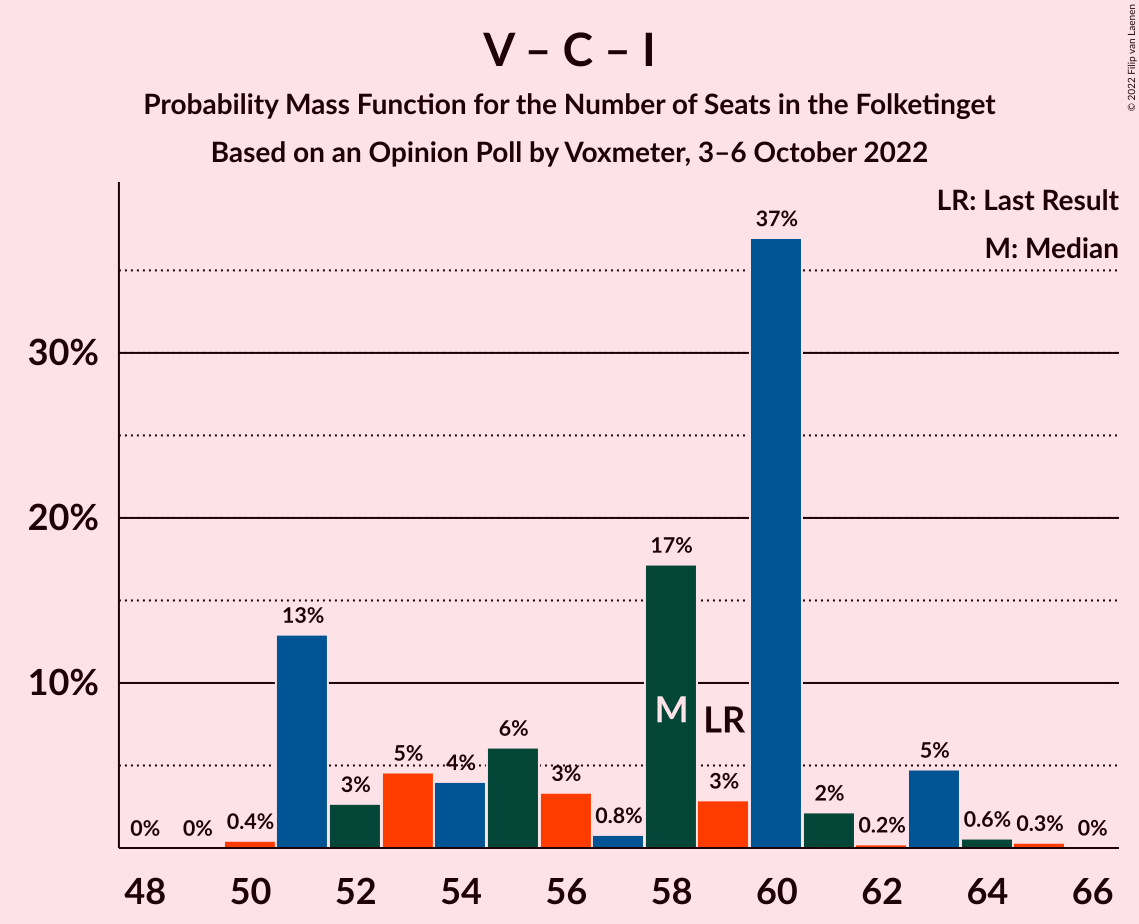 V – C – I
Probability Mass Function for the Number of Seats in the Folketinget
Based on an Opinion Poll by Voxmeter, 3–6 October 2022
© 2022 Filip van Laenen
LR: Last Result
M: Median
30%
20%
10%
0%
0%
0.4%
13%
3%
5%
4%
6%
3%
0.8%
17%
3%
37%
2%
0.2%
5%
0.6%
0.3%
0%
M
LR
48 50 52 54 56 58 60 62 64 66